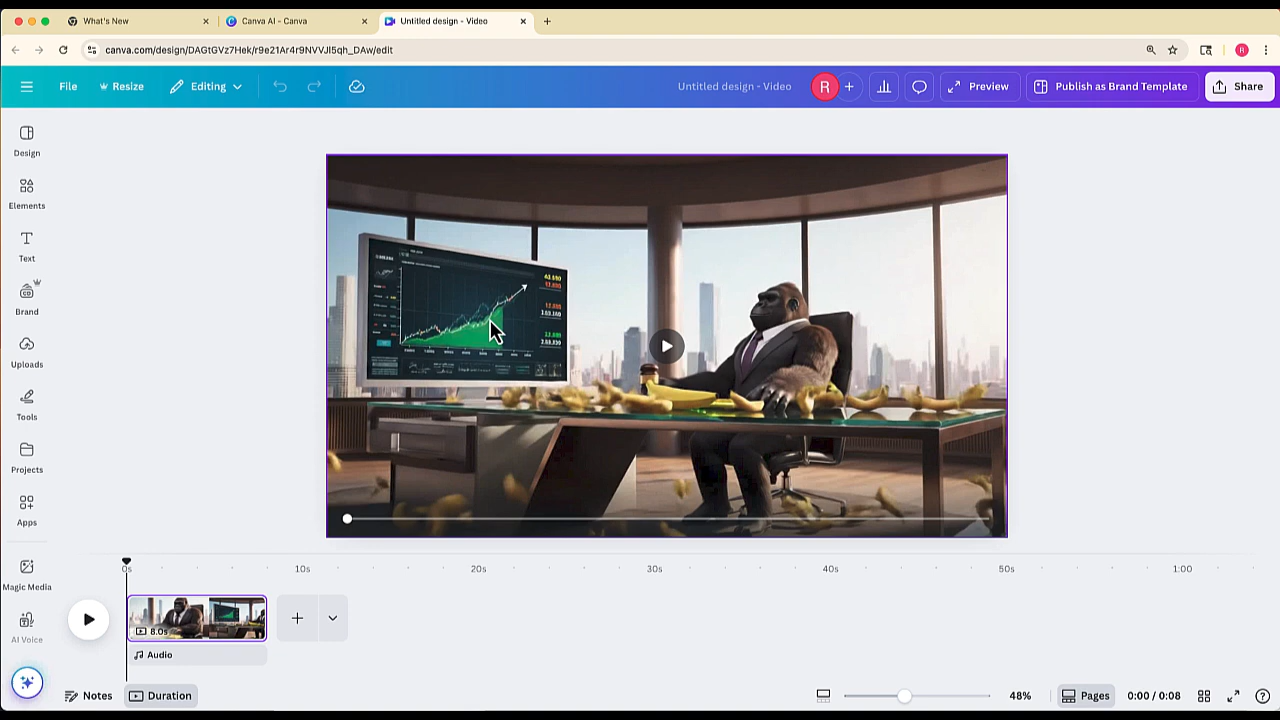 What's New
Canva AI - Canva
Untitled design - Video
canva.com/design/DAGtGVz7Hek/r9e21Ar4r9NVVJl5qh_DAw/edit
R
File
Resize
Editing
Untitled design - Video
R
Preview
Publish as Brand Template
Share
Design
Elements
Text
Brand
Uploads
Tools
Projects
Apps
Magic Media
AI Voice
0s
10s
20s
30s
40s
50s
1:00
8.0s
Audio
Notes
Duration
48%
Pages
0:00 / 0:08